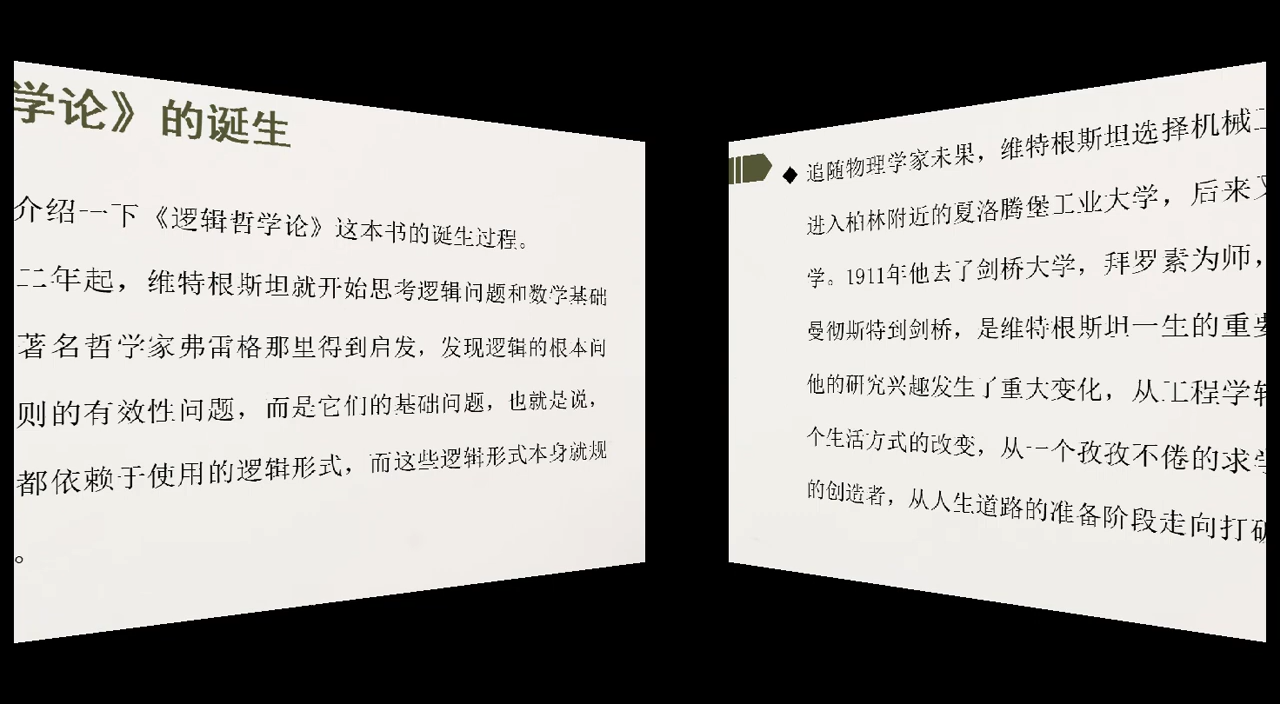 学论》的诞生
介绍一下《逻辑哲学论》这本书的诞生过程。
二年起，维特根斯坦就开始思考逻辑问题和数学基础
著名哲学家弗雷格那里得到启发，发现逻辑的根本问
则的有效性问题，而是它们的基础问题，也就是说，
都依赖于使用的逻辑形式，而这些逻辑形式本身就规
。
◆追随物理学家未果，维特根斯坦选择机械工
进入柏林附近的夏洛腾堡工业大学，后来又
学。1911年他去了剑桥大学，拜罗素为师，
曼彻斯特到剑桥，是维特根斯坦一生的重要
他的研究兴趣发生了重大变化，从工程学转
个生活方式的改变，从一个孜孜不倦的求学
的创造者，从人生道路的准备阶段走向打破